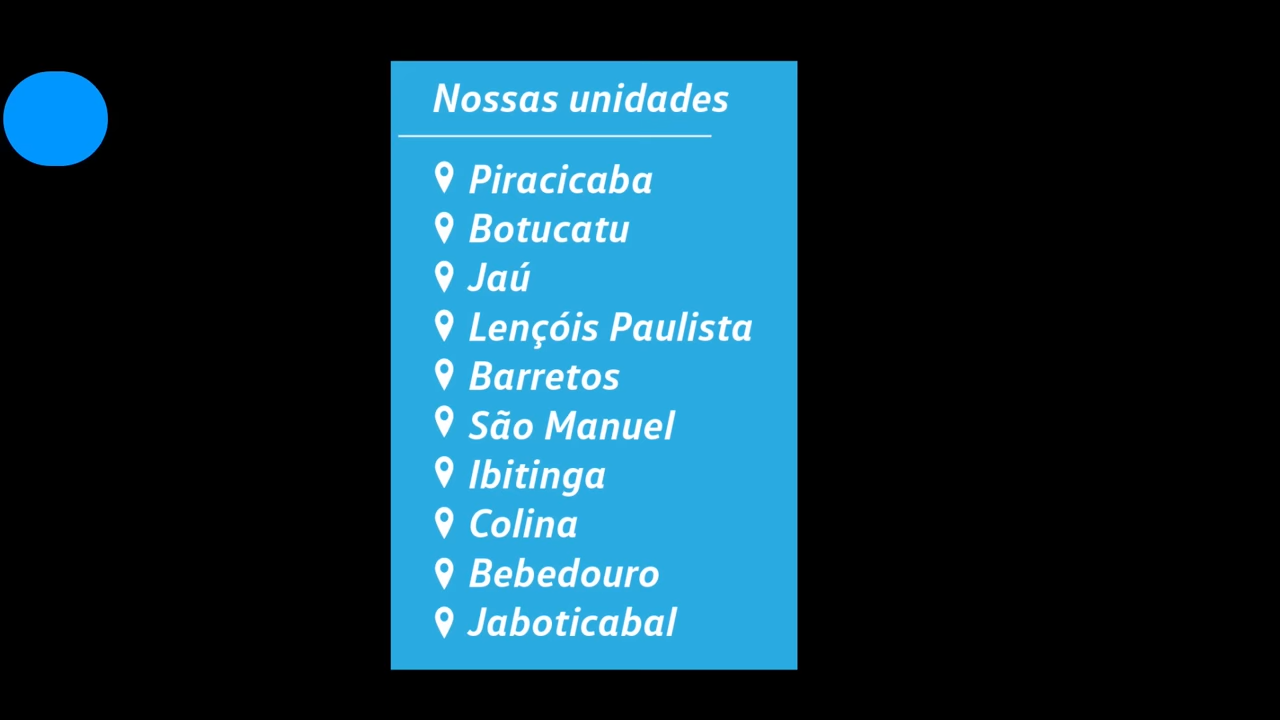 Nossas unidades
Piracicaba
Botucatu
Jaú
Lençóis Paulista
Barretos
São Manuel
Ibitinga
Colina
Bebedouro
Jaboticabal